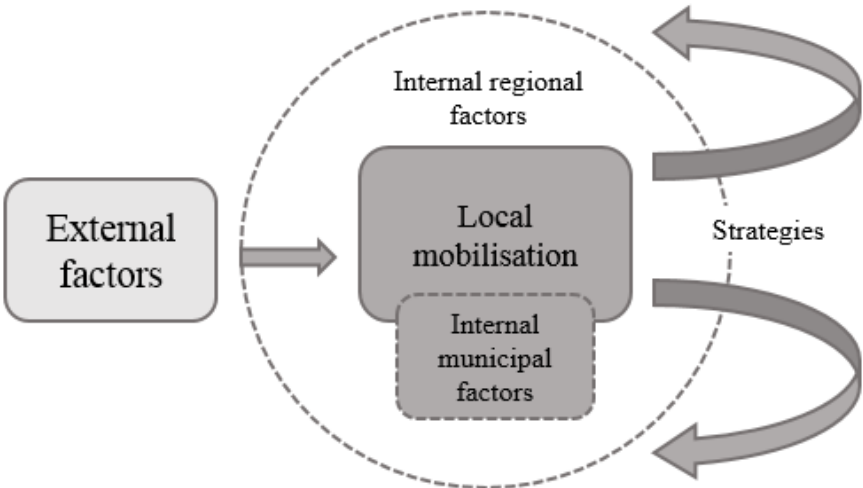 External
factors
Internal regional
factors
Local
mobilisation
Internal
municipal
factors
Strategies